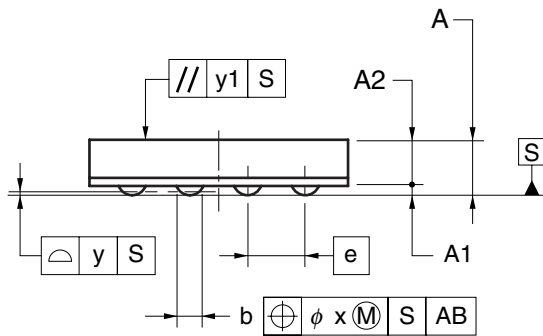 A
// y1 S
A2
S
⌓ y S
e
A1
b ⌖ ϕ x Ⓜ S AB